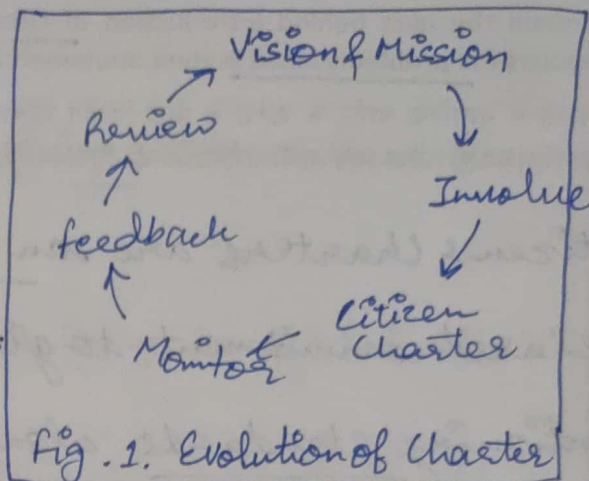 Vision & Mission
Involve
Citizen
Charter
Monitor
feedback
Review
Fig. 1. Evolution of Charter